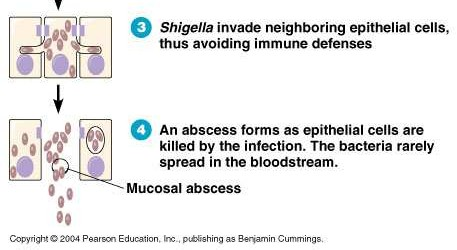 3 Shigella invade neighboring epithelial cells,
thus avoiding immune defenses
4 An abscess forms as epithelial cells are
killed by the infection. The bacteria rarely
spread in the bloodstream.
Mucosal abscess
Copyright © 2004 Pearson Education, Inc., publishing as Benjamin Cummings.